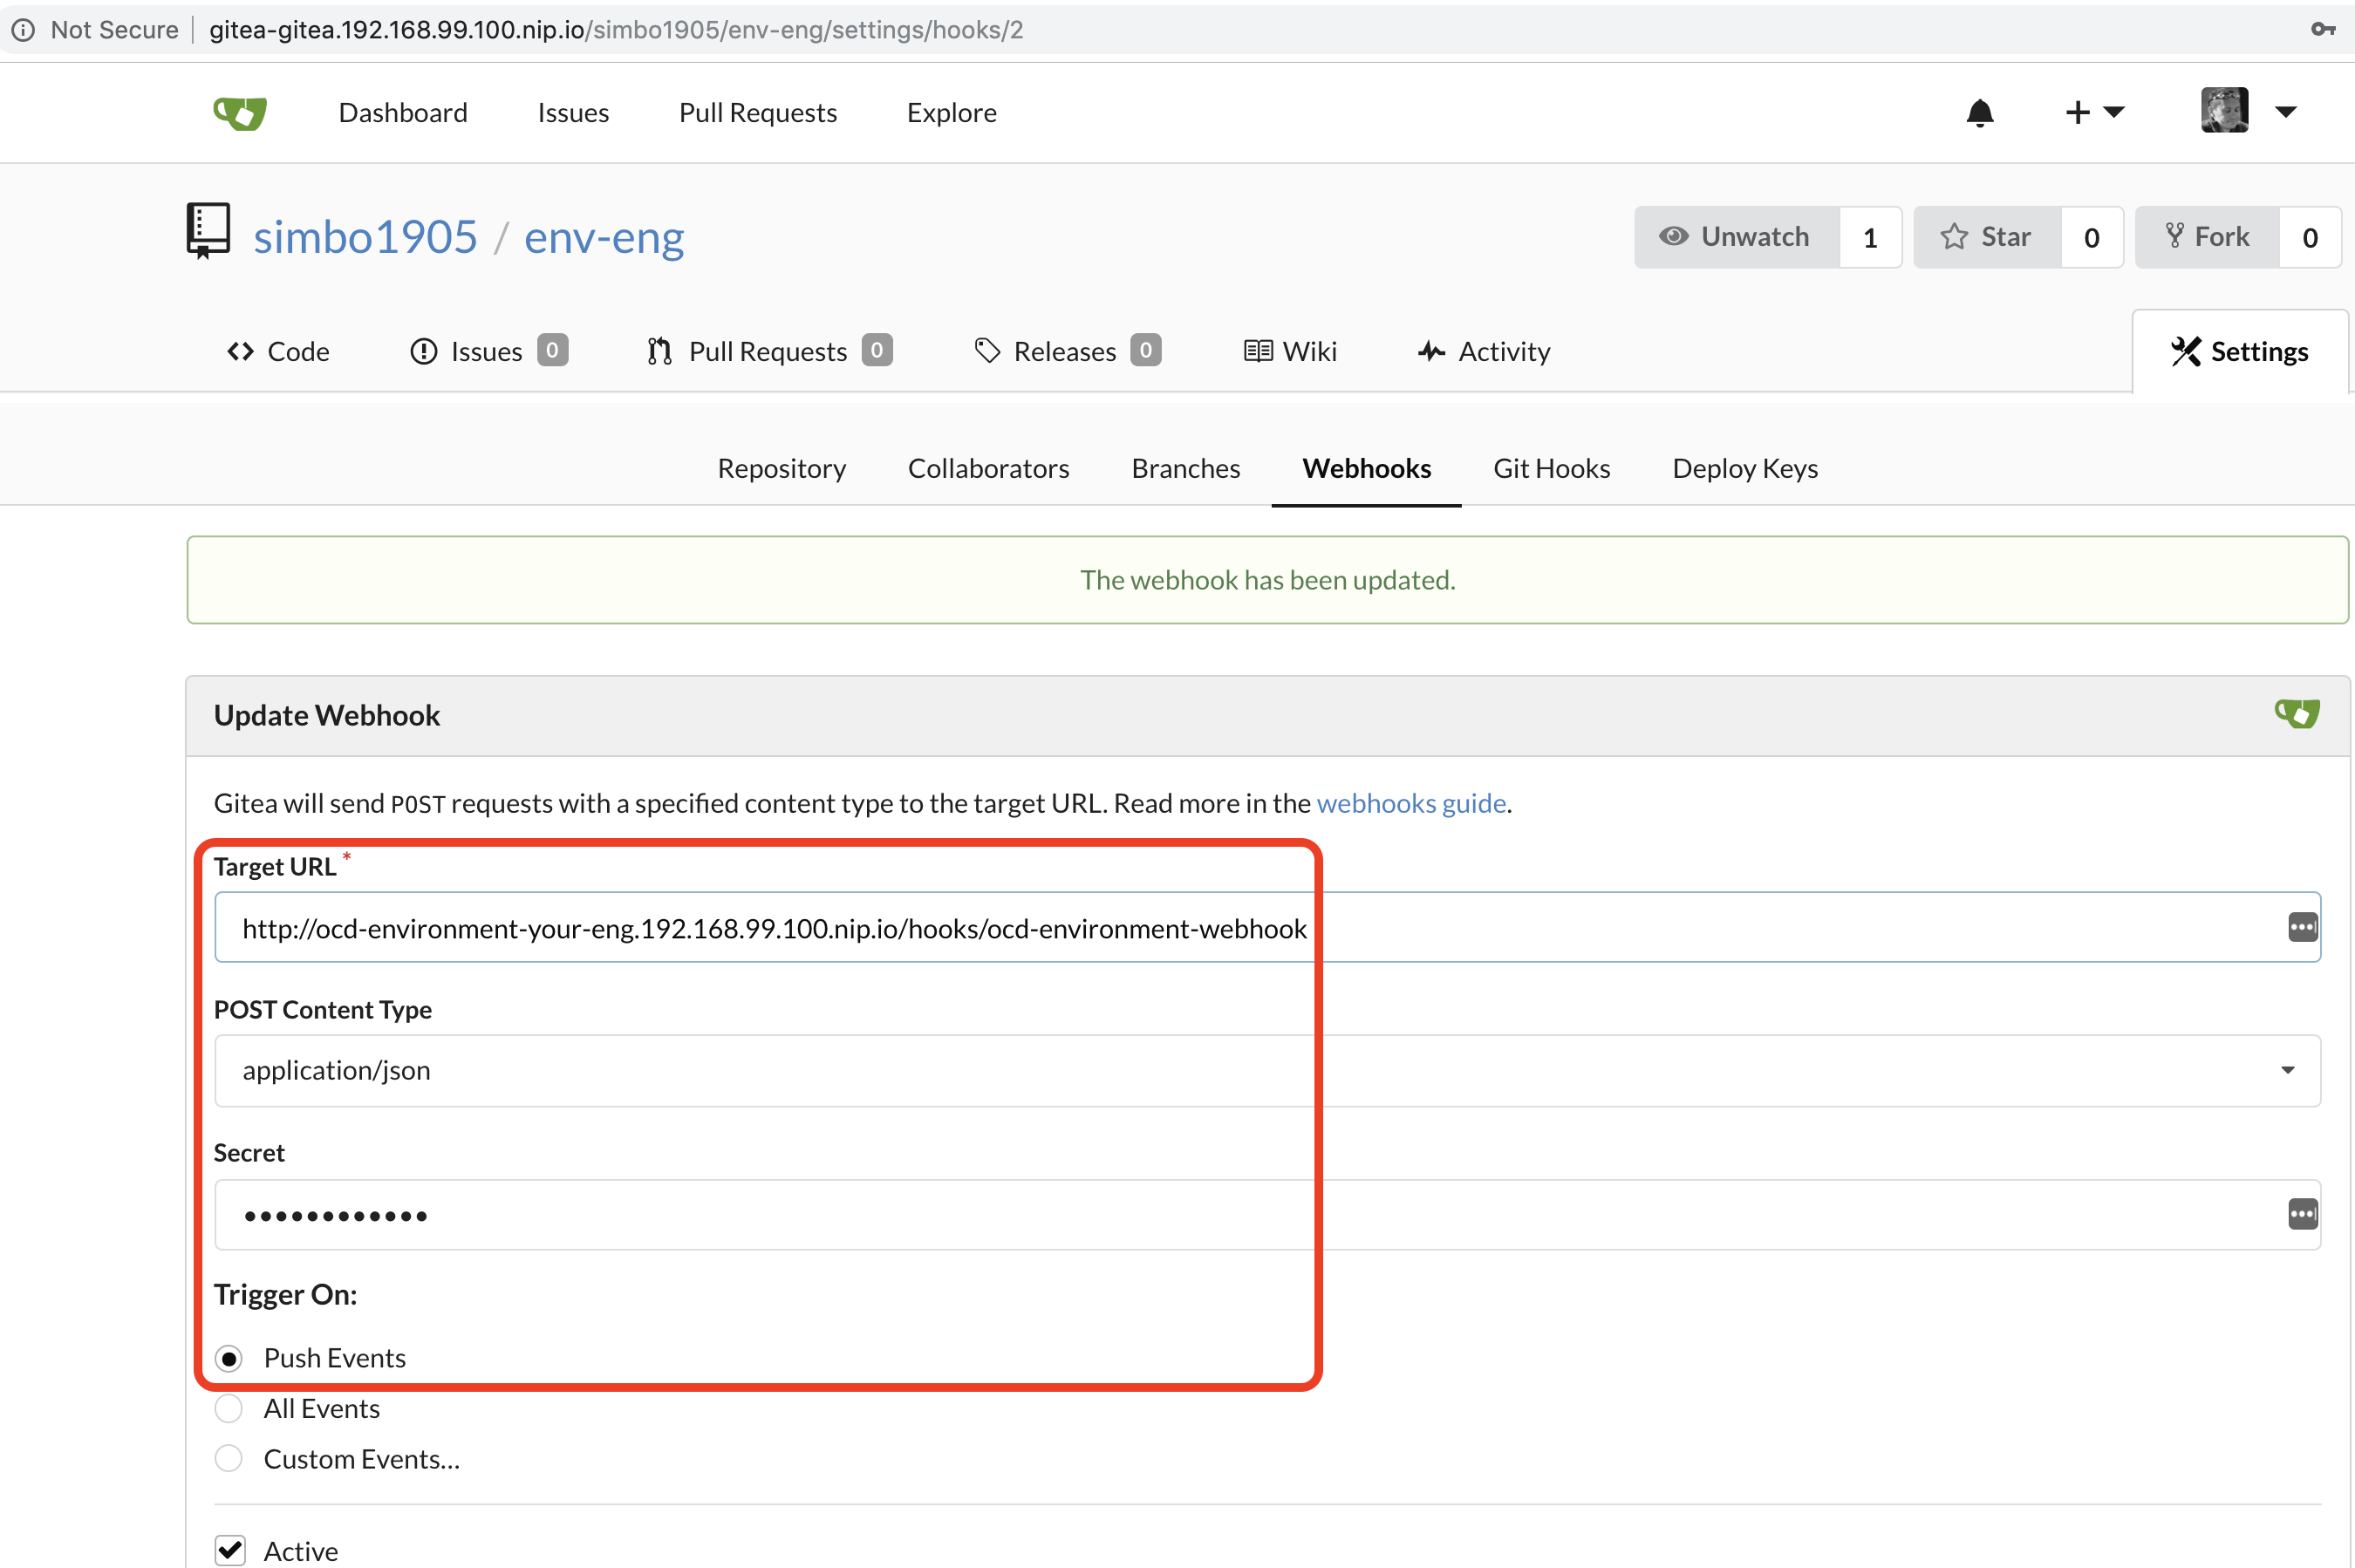 Not Secure gitea-gitea.192.168.99.100.nip.io/simbo1905/env-eng/settings/hooks/2
Dashboard Issues Pull Requests Explore
simbo1905 / env-eng Unwatch 1 Star 0 Fork 0
Code Issues 0 Pull Requests 0 Releases 0 Wiki Activity Settings
Repository Collaborators Branches Webhooks Git Hooks Deploy Keys
The webhook has been updated.
Update Webhook
Gitea will send POST requests with a specified content type to the target URL. Read more in the webhooks guide.
Target URL *
http://ocd-environment-your-eng.192.168.99.100.nip.io/hooks/ocd-environment-webhook
POST Content Type
application/json
Secret
••••••••••••
Trigger On:
Push Events
All Events
Custom Events...
Active